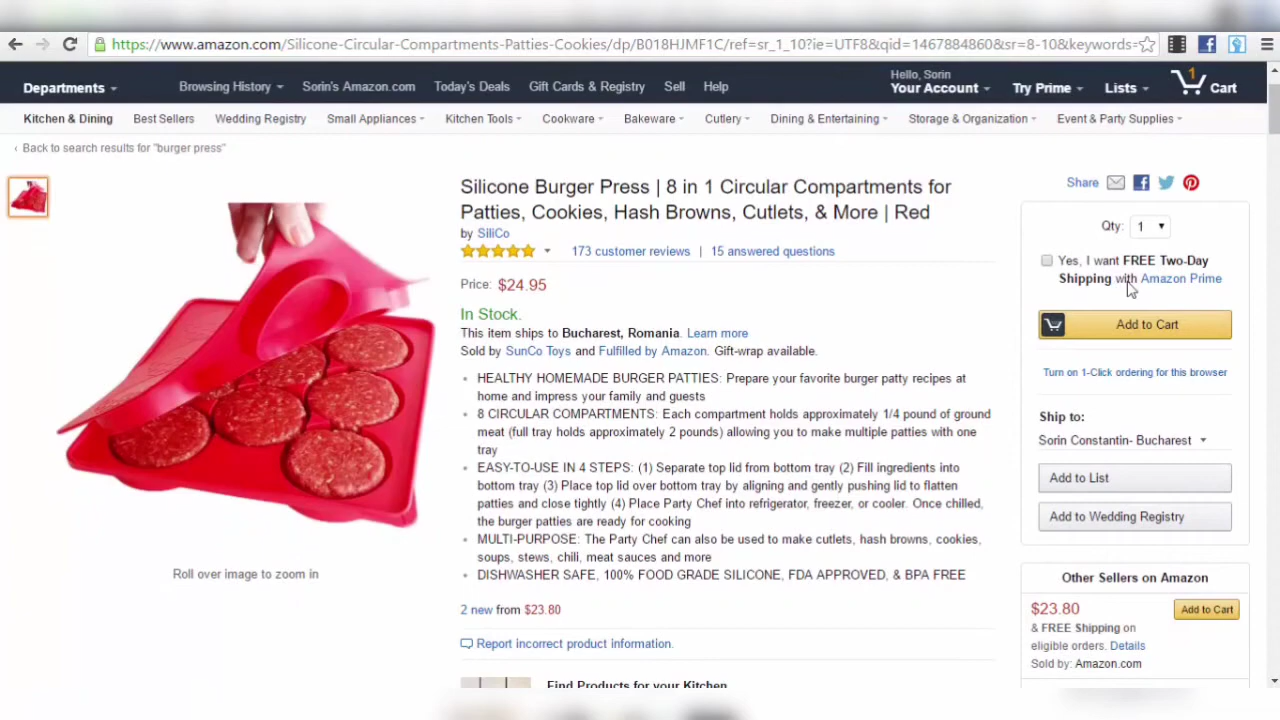 https://www.amazon.com/Silicone-Circular-Compartments-Patties-Cookies/dp/B018HJMF1C/ref=sr_1_10?ie=UTF8&qid=1467884860&sr=8-10&keywords=
Departments
Browsing History
Sorin's Amazon.com
Today's Deals
Gift Cards & Registry
Sell
Help
Hello, Sorin
Your Account
Try Prime
Lists
1
Cart
Kitchen & Dining
Best Sellers
Wedding Registry
Small Appliances
Kitchen Tools
Cookware
Bakeware
Cutlery
Dining & Entertaining
Storage & Organization
Event & Party Supplies
‹ Back to search results for "burger press"
Silicone Burger Press | 8 in 1 Circular Compartments for
Patties, Cookies, Hash Browns, Cutlets, & More | Red
by SiliCo
173 customer reviews | 15 answered questions
Price: $24.95
In Stock.
This item ships to Bucharest, Romania. Learn more
Sold by SunCo Toys and Fulfilled by Amazon. Gift-wrap available.
• HEALTHY HOMEMADE BURGER PATTIES: Prepare your favorite burger patty recipes at
home and impress your family and guests
• 8 CIRCULAR COMPARTMENTS: Each compartment holds approximately 1/4 pound of ground
meat (full tray holds approximately 2 pounds) allowing you to make multiple patties with one
tray
• EASY-TO-USE IN 4 STEPS: (1) Separate top lid from bottom tray (2) Fill ingredients into
bottom tray (3) Place top lid over bottom tray by aligning and gently pushing lid to flatten
patties and close tightly (4) Place Party Chef into refrigerator, freezer, or cooler. Once chilled,
the burger patties are ready for cooking
• MULTI-PURPOSE: The Party Chef can also be used to make cutlets, hash browns, cookies,
soups, stews, chili, meat sauces and more
• DISHWASHER SAFE, 100% FOOD GRADE SILICONE, FDA APPROVED, & BPA FREE
2 new from $23.80
Report incorrect product information.
Find Products for your Kitchen
Roll over image to zoom in
Share
Qty: 1
Yes, I want FREE Two-Day
Shipping with Amazon Prime
Add to Cart
Turn on 1-Click ordering for this browser
Ship to:
Sorin Constantin- Bucharest
Add to List
Add to Wedding Registry
Other Sellers on Amazon
$23.80
Add to Cart
& FREE Shipping on
eligible orders. Details
Sold by: Amazon.com